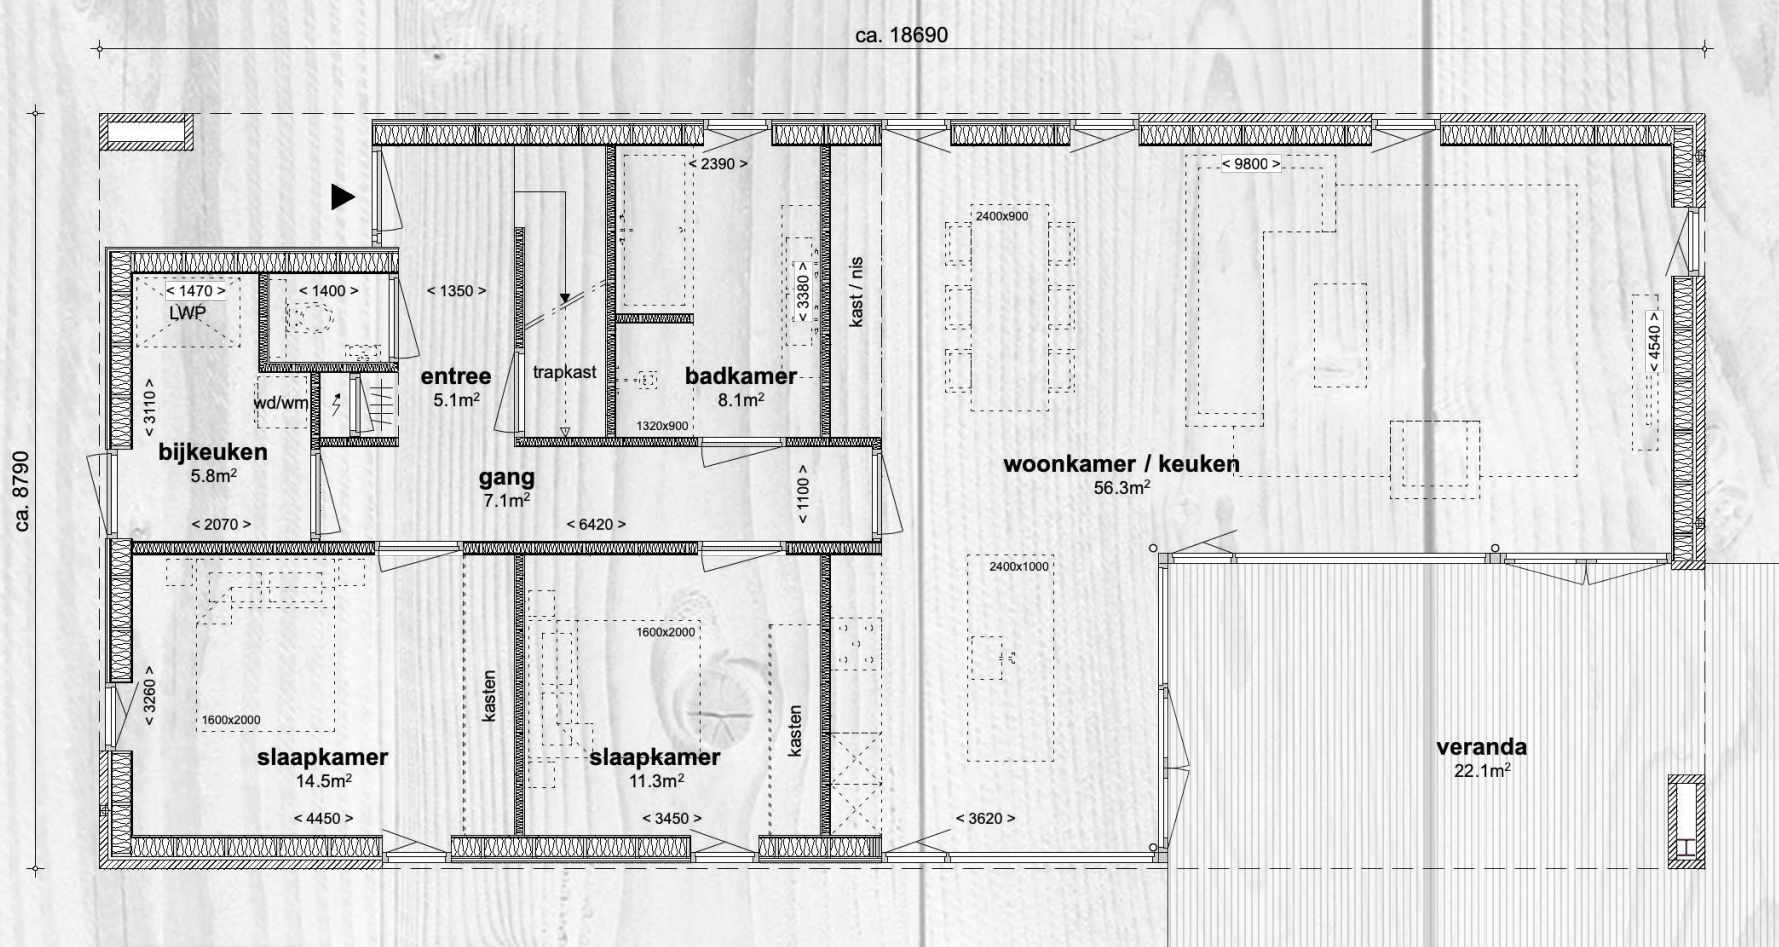 ca. 18690
ca. 8790
< 2390 >
< 9800 >
2400x900
< 1470 >
LWP
< 1400 >
< 1350 >
< 3380 >
kast / nis
< 4540 >
trapkast
entree
5.1m²
badkamer
8.1m²
wd/wm
< 3110 >
1320x900
bijkeuken
5.8m²
gang
7.1m²
< 1100 >
woonkamer / keuken
56.3m²
< 2070 >
< 6420 >
2400x1000
1600x2000
< 3260 >
1600x2000
kasten
kasten
slaapkamer
14.5m²
slaapkamer
11.3m²
veranda
22.1m²
< 4450 >
< 3450 >
< 3620 >